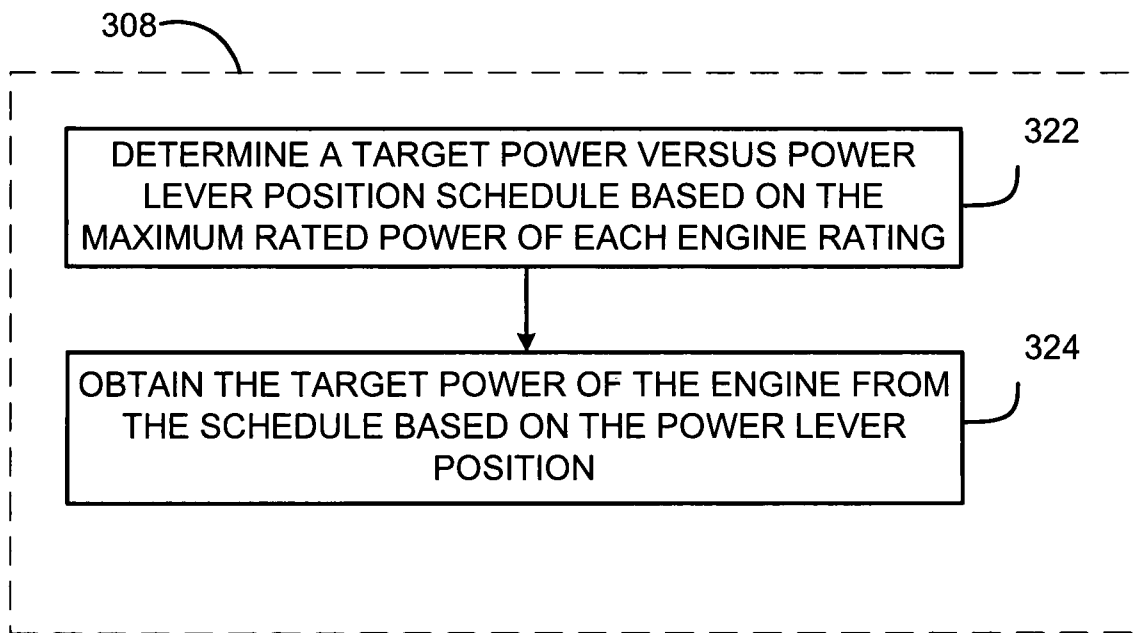 308
322
DETERMINE A TARGET POWER VERSUS POWER
LEVER POSITION SCHEDULE BASED ON THE
MAXIMUM RATED POWER OF EACH ENGINE RATING
324
OBTAIN THE TARGET POWER OF THE ENGINE FROM
THE SCHEDULE BASED ON THE POWER LEVER
POSITION